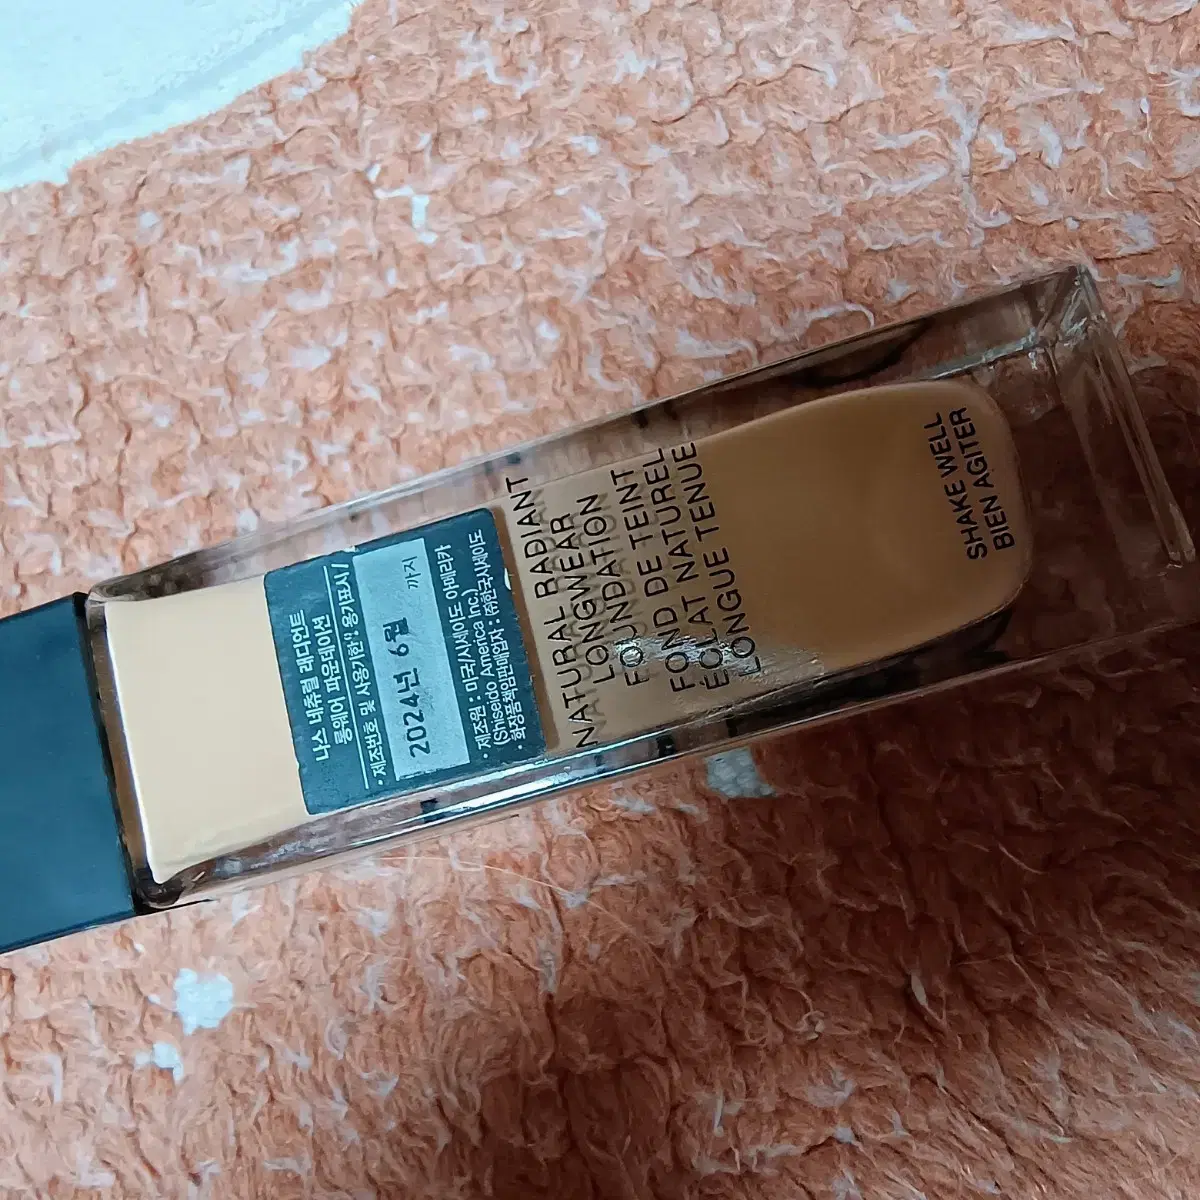 나스 네츄럴 래디언트
롱웨어 파운데이션
· 제조번호 및 사용기한 : 용기표시 /
2024년 6월 까지
· 제조원 : 미국/시세이도 아메리카
(Shiseido America Inc.)
· 화장품책임판매업자 : ㈜한국시세이도
NATURAL RADIANT
LONGWEAR
FOUNDATION
FOND DE TEINT
ÉCLAT NATUREL
LONGUE TENUE
SHAKE WELL
BIEN AGITER